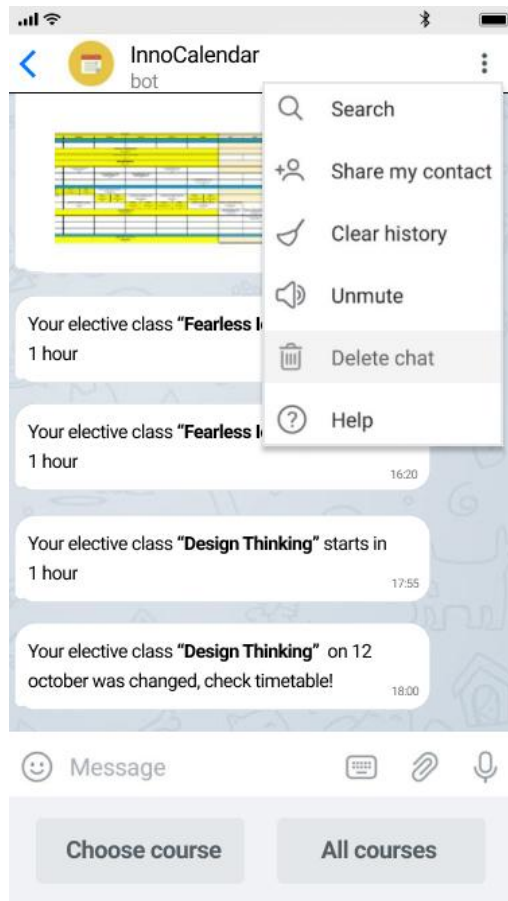 InnoCalendar
bot
Search
Share my contact
Clear history
Unmute
Delete chat
Help
Your elective class “Fearless l
1 hour
Your elective class “Fearless l
1 hour
16:20
Your elective class “Design Thinking” starts in
1 hour
17:55
Your elective class “Design Thinking” on 12
october was changed, check timetable!
18:00
Message
Choose course
All courses